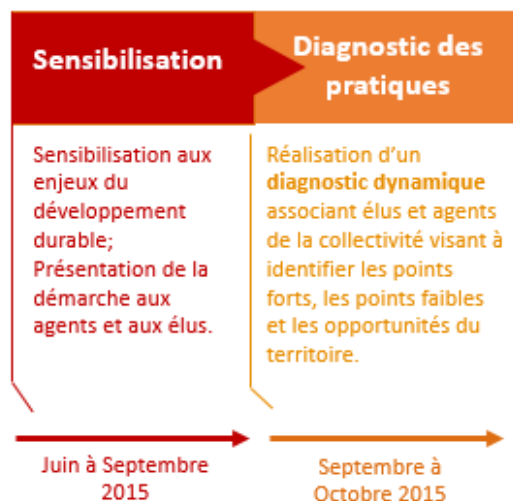 Sensibilisation
Diagnostic des
pratiques
Sensibilisation aux
enjeux du
développement
durable;
Présentation de la
démarche aux
agents et aux élus.
Réalisation d'un
diagnostic dynamique
associant élus et agents
de la collectivité visant à
identifier les points
forts, les points faibles
et les opportunités du
territoire.
Juin à Septembre
2015
Septembre à
Octobre 2015